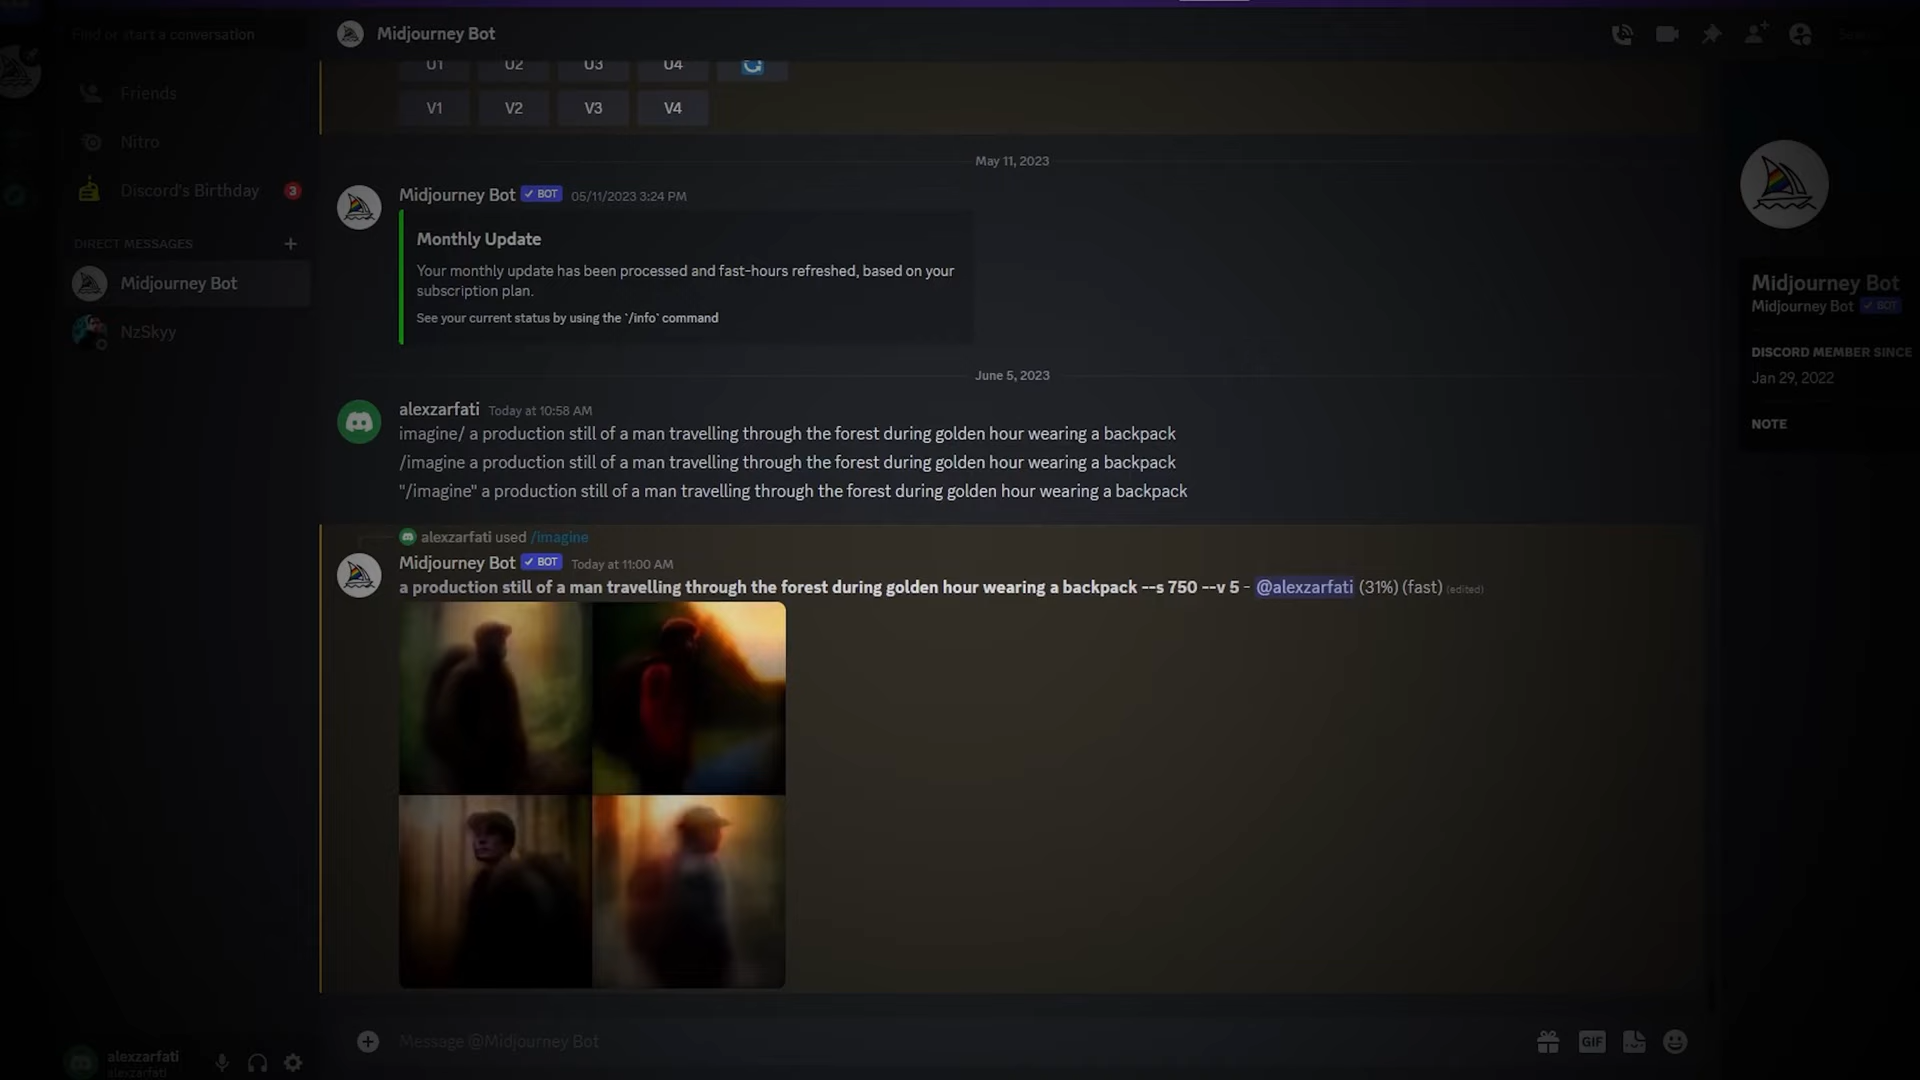 Find or start a conversation
Midjourney Bot
Friends
Nitro
Discord's Birthday
3
DIRECT MESSAGES
Midjourney Bot
NzSkyy
U1 U2 U3 U4
V1 V2 V3 V4
May 11, 2023
Midjourney Bot BOT 05/11/2023 3:24 PM
Monthly Update
Your monthly update has been processed and fast-hours refreshed, based on your
subscription plan.
See your current status by using the `/info` command
June 5, 2023
alexzarfati Today at 10:58 AM
imagine/ a production still of a man travelling through the forest during golden hour wearing a backpack
/imagine a production still of a man travelling through the forest during golden hour wearing a backpack
"/imagine" a production still of a man travelling through the forest during golden hour wearing a backpack
alexzarfati used /imagine
Midjourney Bot BOT Today at 11:00 AM
a production still of a man travelling through the forest during golden hour wearing a backpack --s 750 --v 5 - @alexzarfati (31%) (fast) (edited)
Message @Midjourney Bot
GIF
alexzarfati
alexzarfati
Search
Midjourney Bot
Midjourney Bot BOT
DISCORD MEMBER SINCE
Jan 29, 2022
NOTE